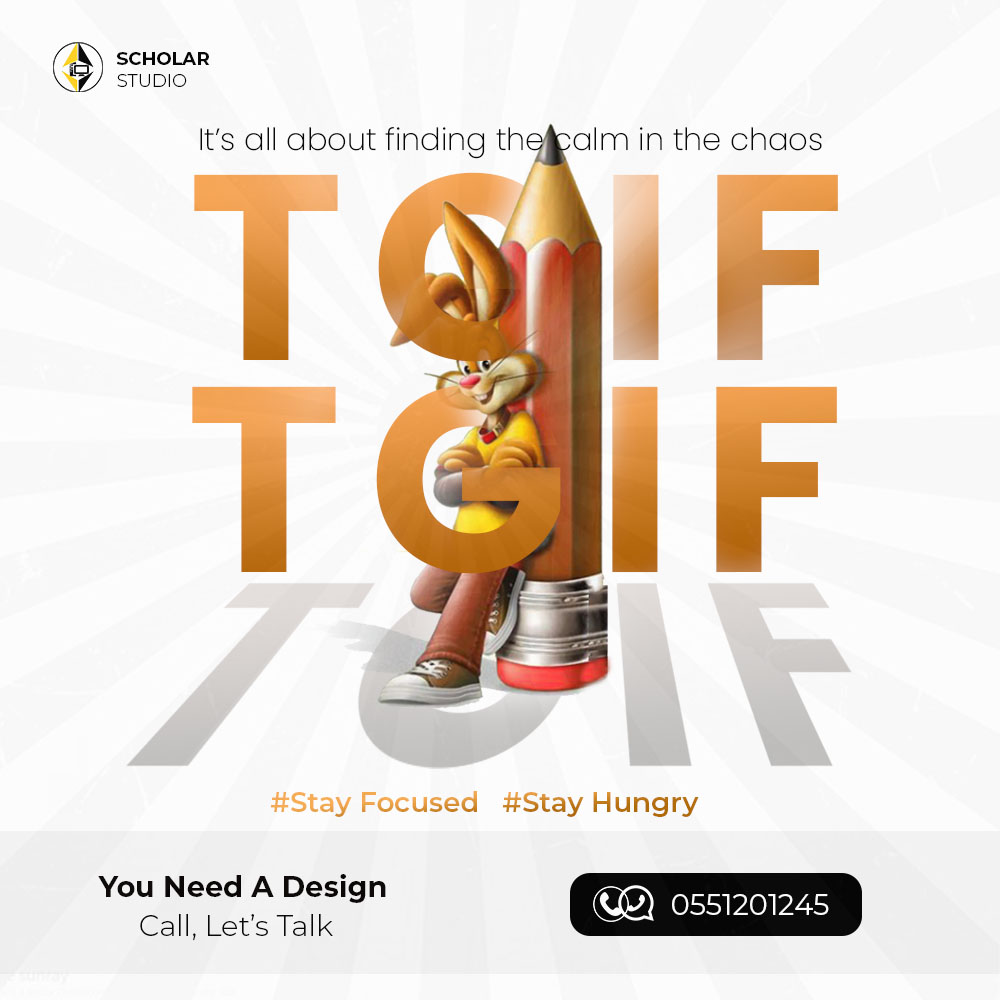 SCHOLAR
STUDIO
It's all about finding the calm in the chaos
TGIF
TGIF
TGIF
#Stay Focused #Stay Hungry
You Need A Design
Call, Let's Talk
0551201245